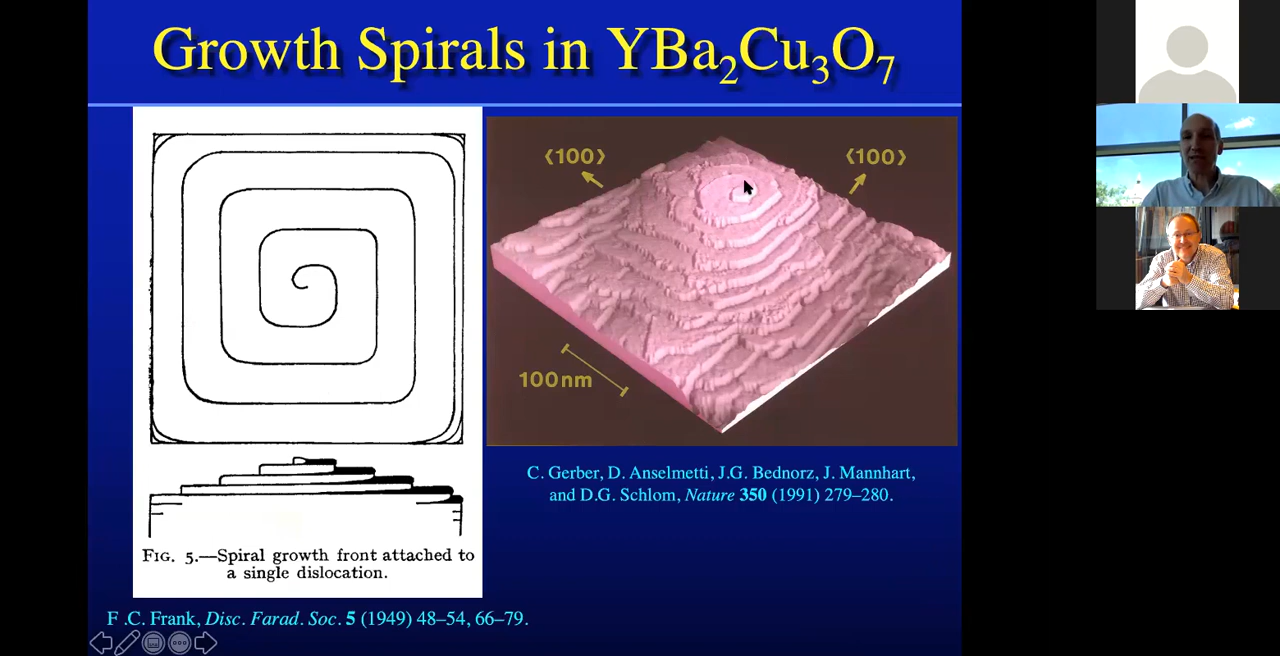 Growth Spirals in YBa₂Cu₃O₇
⟨100⟩
⟨100⟩
100nm
C. Gerber, D. Anselmetti, J.G. Bednorz, J. Mannhart,
and D.G. Schlom, Nature 350 (1991) 279–280.
FIG. 5.—Spiral growth front attached to
a single dislocation.
F .C. Frank, Disc. Farad. Soc. 5 (1949) 48–54, 66–79.